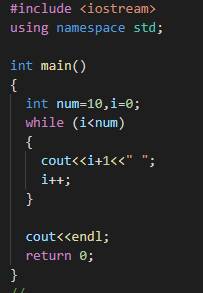 #include <iostream>
using namespace std;

int main()
{
  int num=10,i=0;
  while (i<num)
  {
    cout<<i+1<<" ";
    i++;
  }

  cout<<endl;
  return 0;
}
//